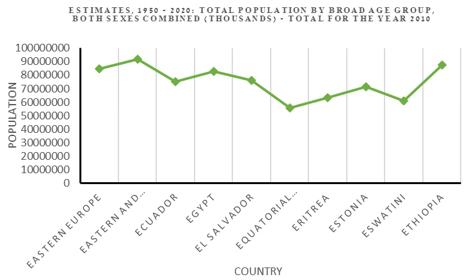 ESTIMATES, 1950 - 2020: TOTAL POPULATION BY BROAD AGE GROUP,
BOTH SEXES COMBINED (THOUSANDS) - TOTAL FOR THE YEAR 2010
100000000
90000000
80000000
70000000
60000000
50000000
40000000
30000000
20000000
10000000
0
POPULATION
EASTERN EUROPE
EASTERN AND...
ECUADOR
EGYPT
EL SALVADOR
EQUATORIAL...
ERITREA
ESTONIA
ESWATINI
ETHIOPIA
COUNTRY